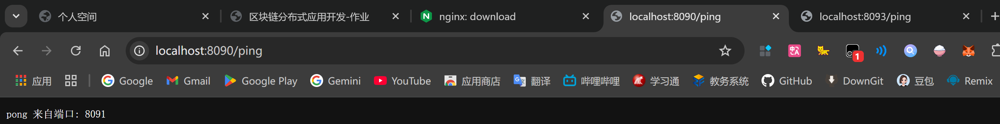 个人空间
区块链分布式应用开发-作业
nginx: download
localhost:8090/ping
localhost:8093/ping
localhost:8090/ping
1
应用
Google
Gmail
Google Play
Gemini
YouTube
应用商店
翻译
哔哩哔哩
学习通
教务系统
GitHub
DownGit
豆包
Remix
pong 来自端口: 8091